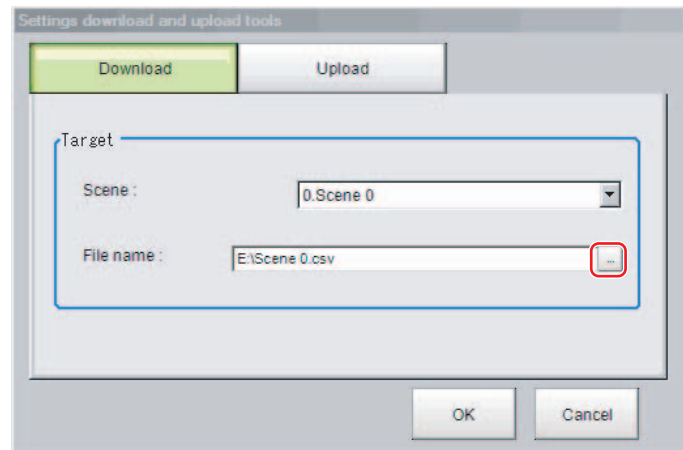 Settings download and upload tools
Download Upload
Target
Scene : 0.Scene 0
File name : E:\Scene 0.csv ...
OK Cancel